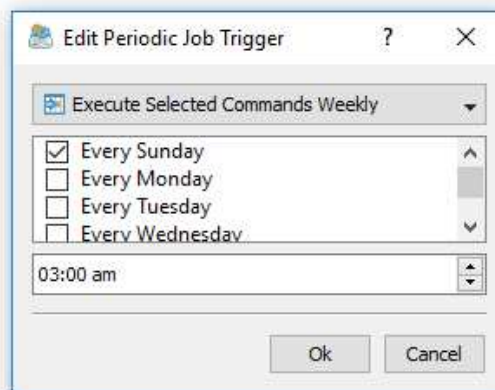 Edit Periodic Job Trigger ?
Execute Selected Commands Weekly
Every Sunday
Every Monday
Every Tuesday
Every Wednesday
03:00 am
Ok Cancel